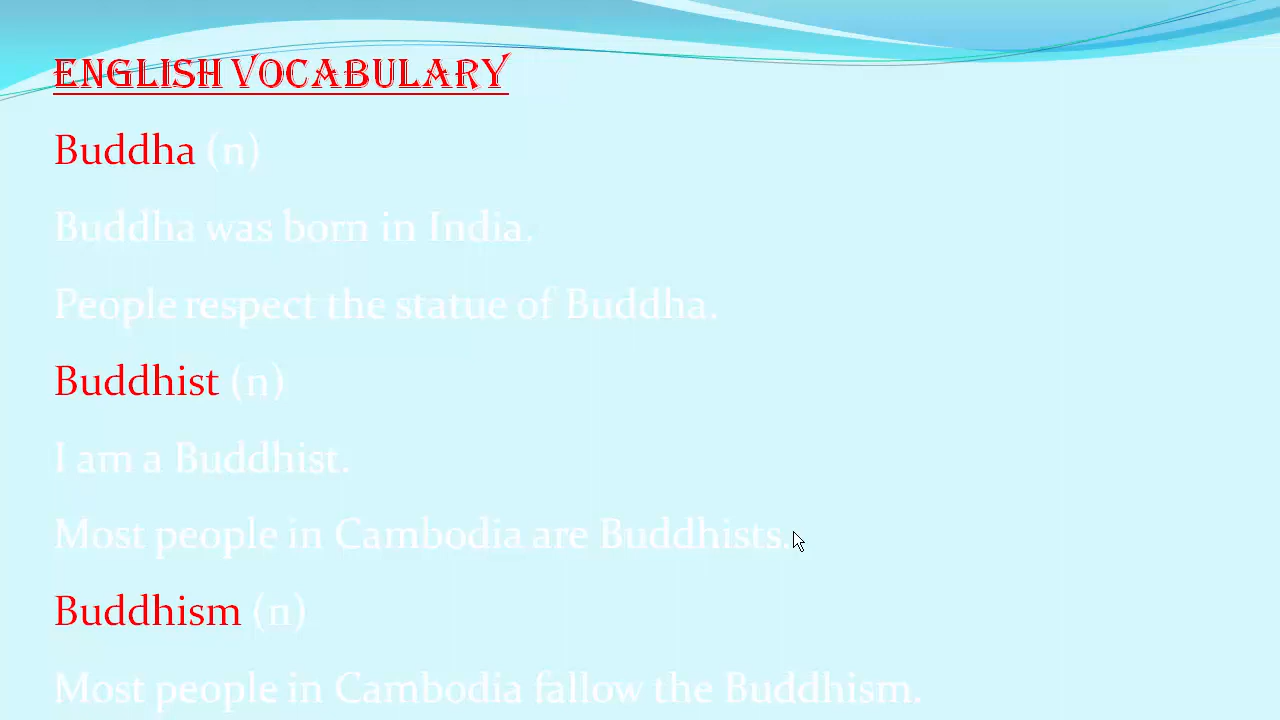 ENGLISH VOCABULARY
Buddha (n)
Buddha was born in India.
People respect the statue of Buddha.
Buddhist (n)
I am a Buddhist.
Most people in Cambodia are Buddhists.
Buddhism (n)
Most people in Cambodia fallow the Buddhism.